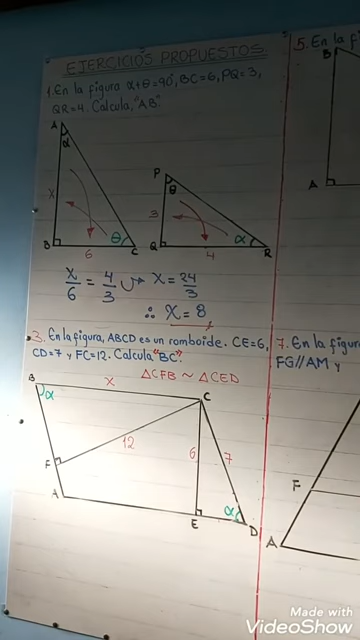 EJERCICIOS PROPUESTOS
1. En la figura α+θ=90°, BC=6, PQ=3,
QR=4. Calcula, "AB".
A
α
X
B
6
θ
C
P
θ
3
Q
4
α
R
X/6 = 4/3 → X = 24/3
∴ X = 8
3. En la figura, ABCD es un romboide. CE=6,
CD=7 y FC=12. Calcula "BC".
△CFB ~ △CED
B
X
C
α
12
6
7
F
A
E
α
D
5. En la f
B
A
7. En la figura
FG//AM y
F
A
Made with
VideoShow